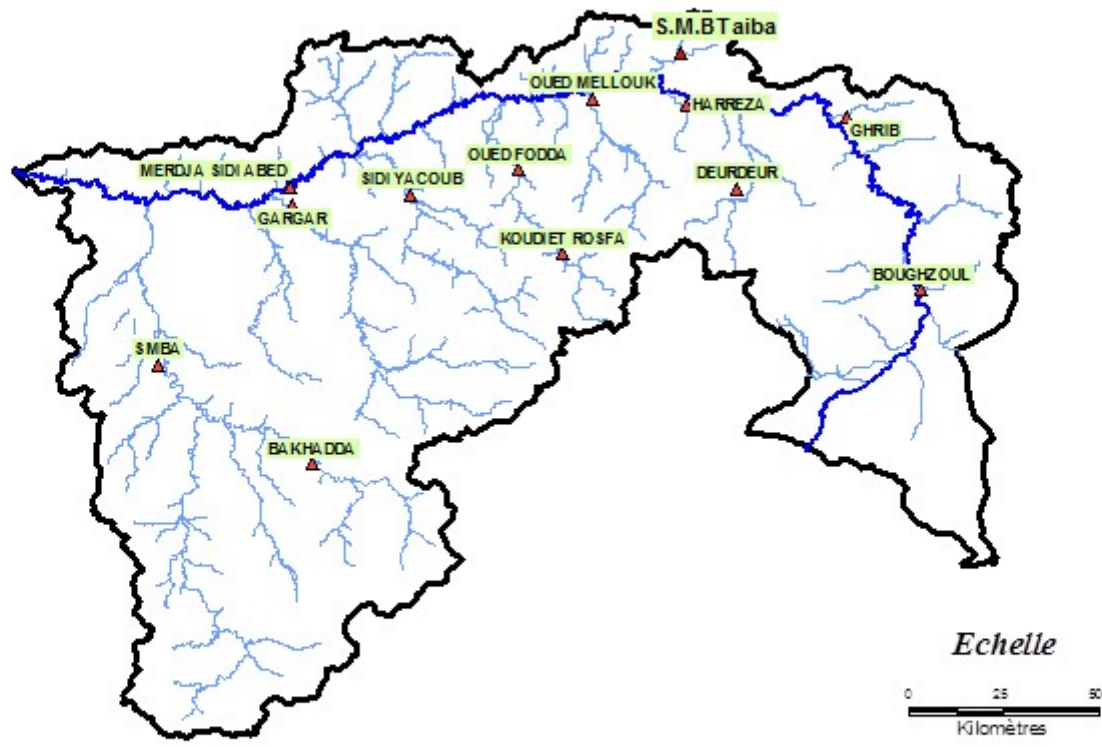 S.M.BTaiba
OUED MELLOUK
HARREZA
GHRIB
OUED FODDA
MERDJA SIDI ABED
SIDI YACOUB
DEURDEUR
GARGAR
KOUDIET ROSFA
BOUGHZOUL
SMBA
BAKHADDA
Echelle
0 25 50
Kilomètres